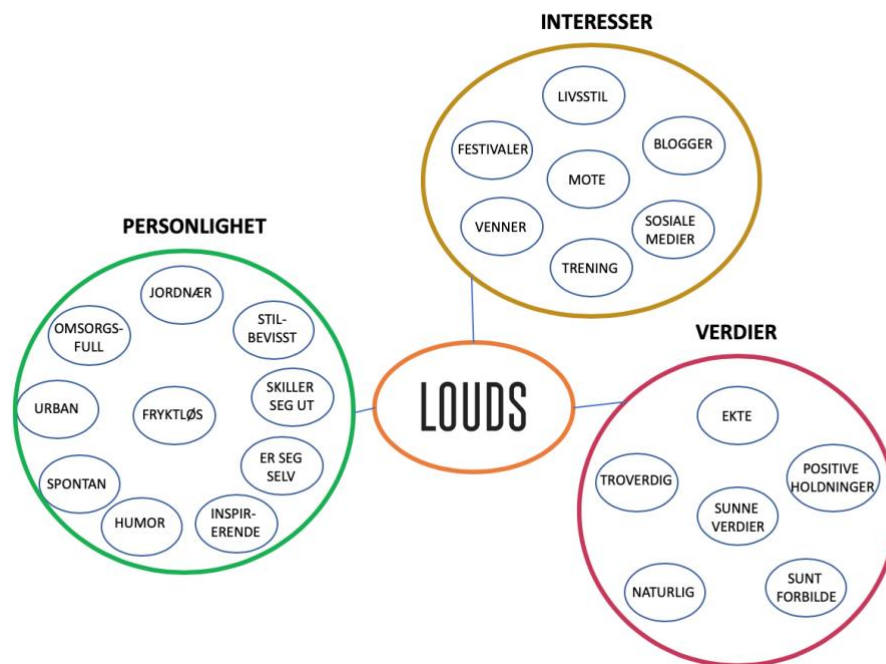 INTERESSER
LIVSSTIL
FESTIVALER
BLOGGER
MOTE
VENNER
SOSIALE
MEDIER
TRENING
PERSONLIGHET
JORDNÆR
OMSORGS-
FULL
STIL-
BEVISST
URBAN
FRYKTLØS
SKILLER
SEG UT
ER SEG
SELV
SPONTAN
HUMOR
INSPIR-
ERENDE
LOUDS
VERDIER
EKTE
TROVERDIG
POSITIVE
HOLDNINGER
SUNNE
VERDIER
NATURLIG
SUNT
FORBILDE